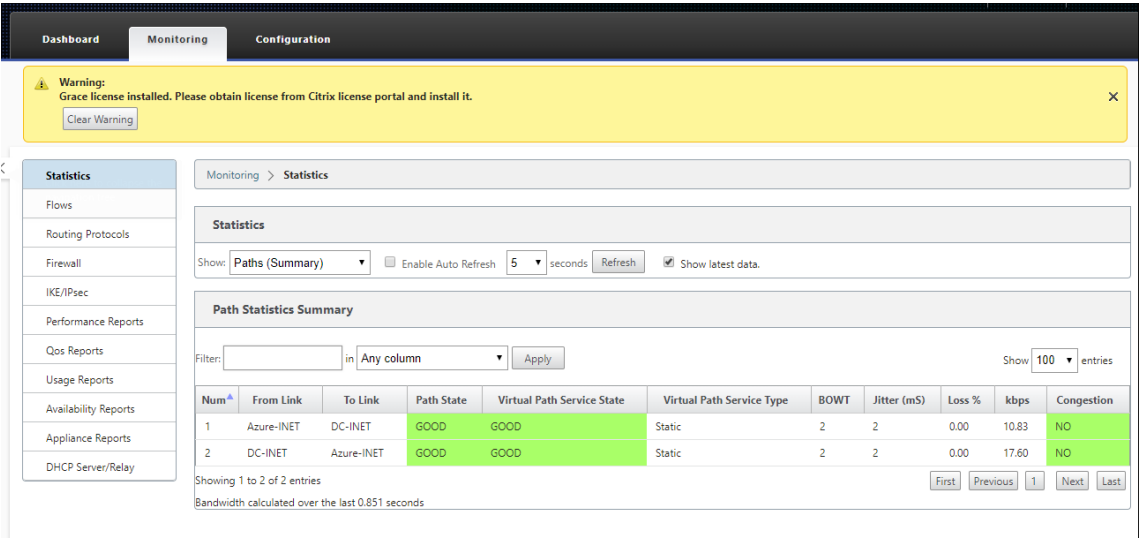 Dashboard Monitoring Configuration
Warning:
Grace license installed. Please obtain license from Citrix license portal and install it.
Clear Warning
Statistics
Flows
Routing Protocols
Firewall
IKE/IPsec
Performance Reports
Qos Reports
Usage Reports
Availability Reports
Appliance Reports
DHCP Server/Relay
Monitoring > Statistics
Statistics
Show: Paths (Summary) Enable Auto Refresh 5 seconds Refresh Show latest data.
Path Statistics Summary
Filter: in Any column Apply Show 100 entries
Num From Link To Link Path State Virtual Path Service State Virtual Path Service Type BOWT Jitter (mS) Loss % kbps Congestion
1 Azure-INET DC-INET GOOD GOOD Static 2 2 0.00 10.83 NO
2 DC-INET Azure-INET GOOD GOOD Static 2 2 0.00 17.60 NO
Showing 1 to 2 of 2 entries First Previous 1 Next Last
Bandwidth calculated over the last 0.851 seconds